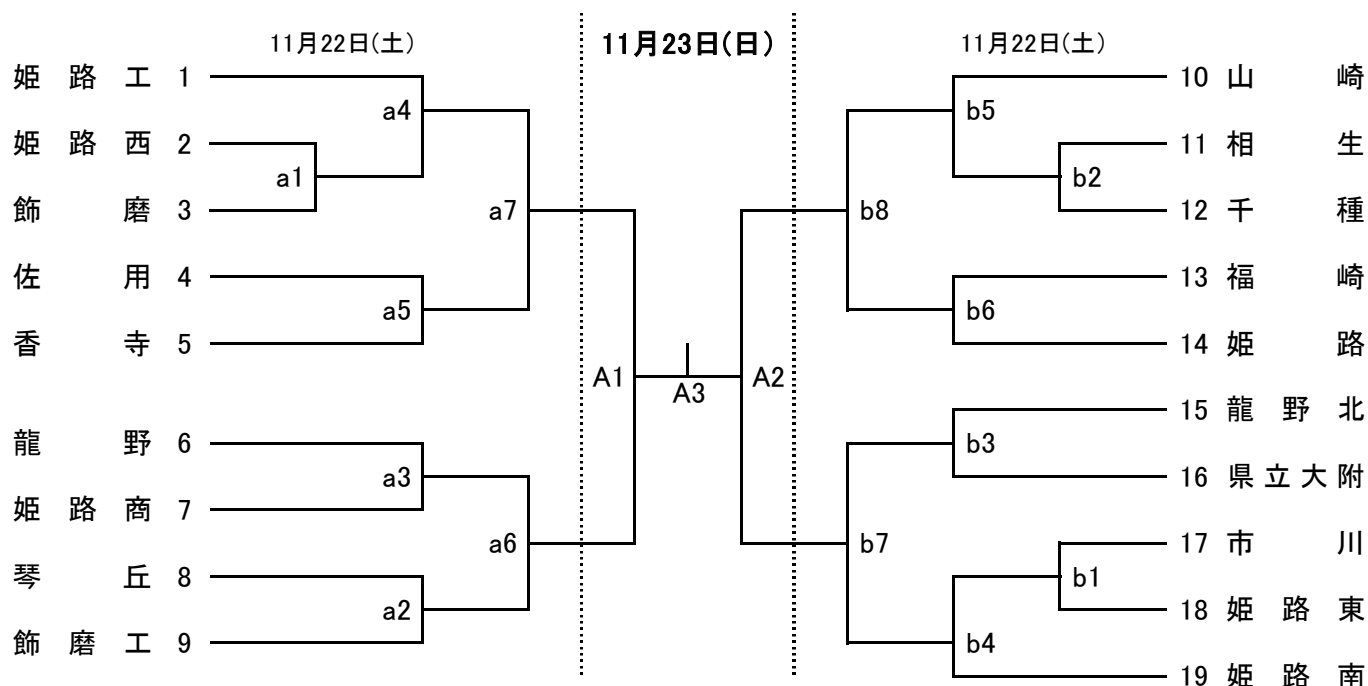 11月22日(土) 11月23日(日) 11月22日(土)
姫路工 1 10 山崎
a4 b5
姫路西 2 11 相生
a1 b2
飾磨 3 a7 b8 12 千種
佐用 4 13 福崎
a5 b6
香寺 5 14 姫路
A1 A3 A2
15 龍野北
龍野 6 b3
a3 16 県立大附
姫路商 7
a6 b7 17 市川
琴丘 8 b1
a2 18 姫路東
飾磨工 9 b4
19 姫路南